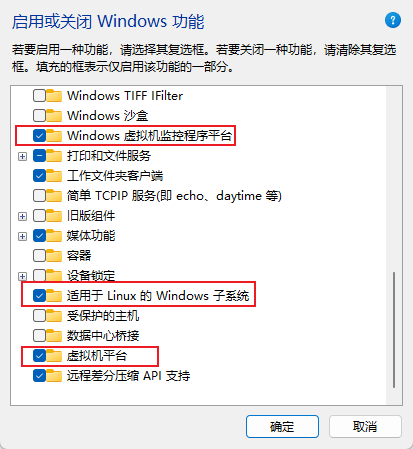 启用或关闭 Windows 功能
?
若要启用一种功能，请选择其复选框。若要关闭一种功能，请清除其复选
框。填充的框表示仅启用该功能的一部分。
Windows TIFF IFilter
Windows 沙盒
Windows 虚拟机监控程序平台
打印和文件服务
工作文件夹客户端
简单 TCPIP 服务(即 echo、daytime 等)
旧版组件
媒体功能
容器
设备锁定
适用于 Linux 的 Windows 子系统
受保护的主机
数据中心桥接
虚拟机平台
远程差分压缩 API 支持
确定
取消